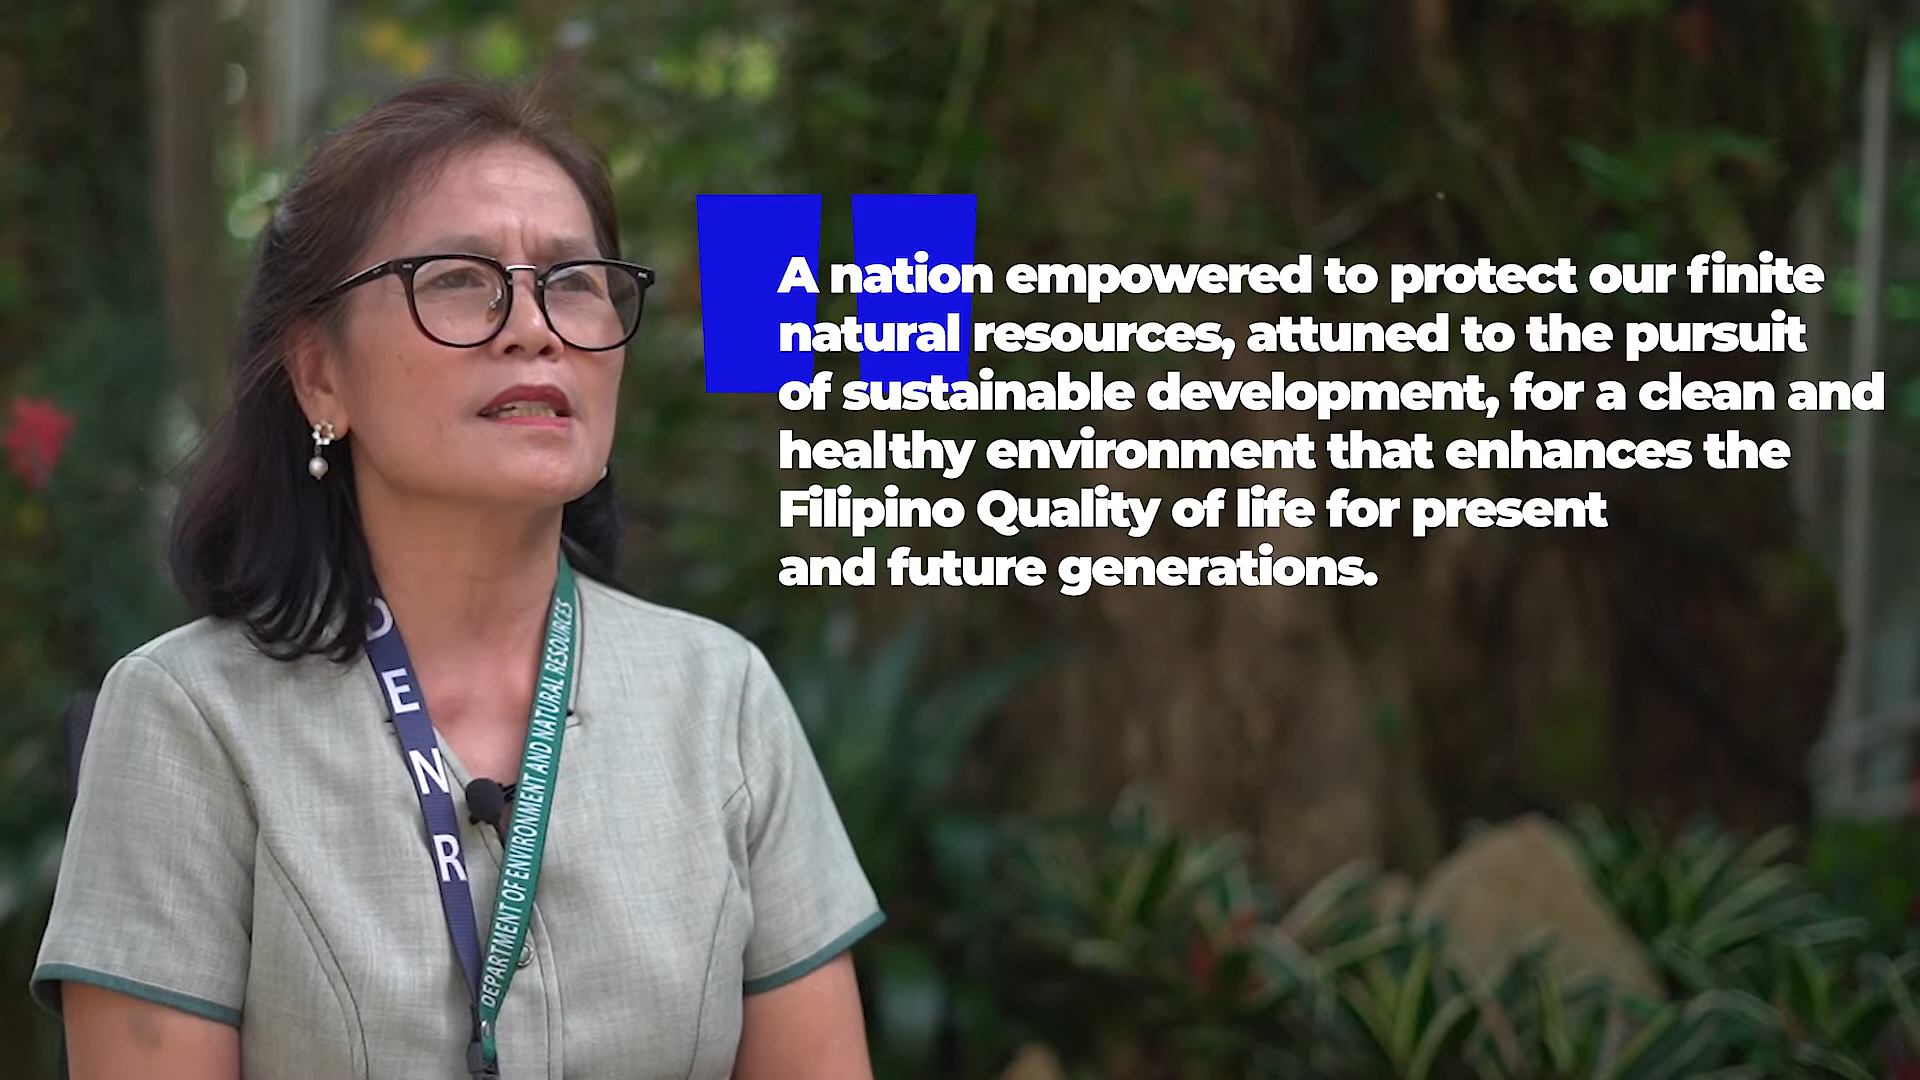 A nation empowered to protect our finite
natural resources, attuned to the pursuit
of sustainable development, for a clean and
healthy environment that enhances the
Filipino Quality of life for present
and future generations.
DENR
DEPARTMENT OF ENVIRONMENT AND NATURAL RESOURCES